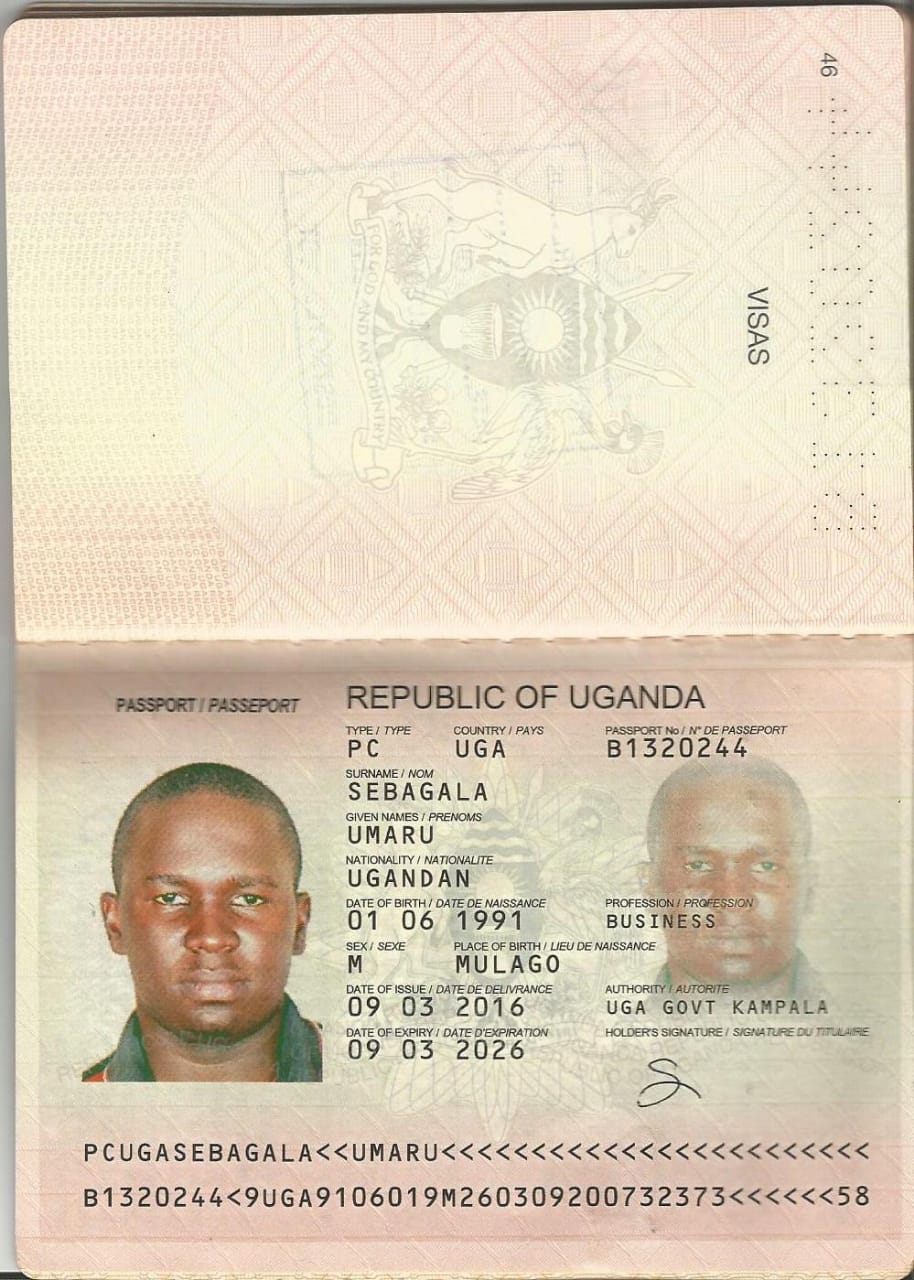 46
VISAS
FOR GOD AND MY COUNTRY
PASSPORT / PASSEPORT
REPUBLIC OF UGANDA
TYPE / TYPE COUNTRY / PAYS PASSPORT No / N° DE PASSEPORT
PC UGA B1320244
SURNAME / NOM
SEBAGALA
GIVEN NAMES / PRENOMS
UMARU
NATIONALITY / NATIONALITE
UGANDAN
DATE OF BIRTH / DATE DE NAISSANCE PROFESSION / PROFESSION
01 06 1991 BUSINESS
SEX / SEXE PLACE OF BIRTH / LIEU DE NAISSANCE
M MULAGO
DATE OF ISSUE / DATE DE DELIVRANCE AUTHORITY / AUTORITE
09 03 2016 UGA GOVT KAMPALA
DATE OF EXPIRY / DATE D'EXPIRATION HOLDER'S SIGNATURE / SIGNATURE DU TITULAIRE
09 03 2026
PCUGASEBAGALA<<UMARU<<<<<<<<<<<<<<<<<<<<<<<<
B1320244<9UGA9106019M260309200732373<<<<<<58